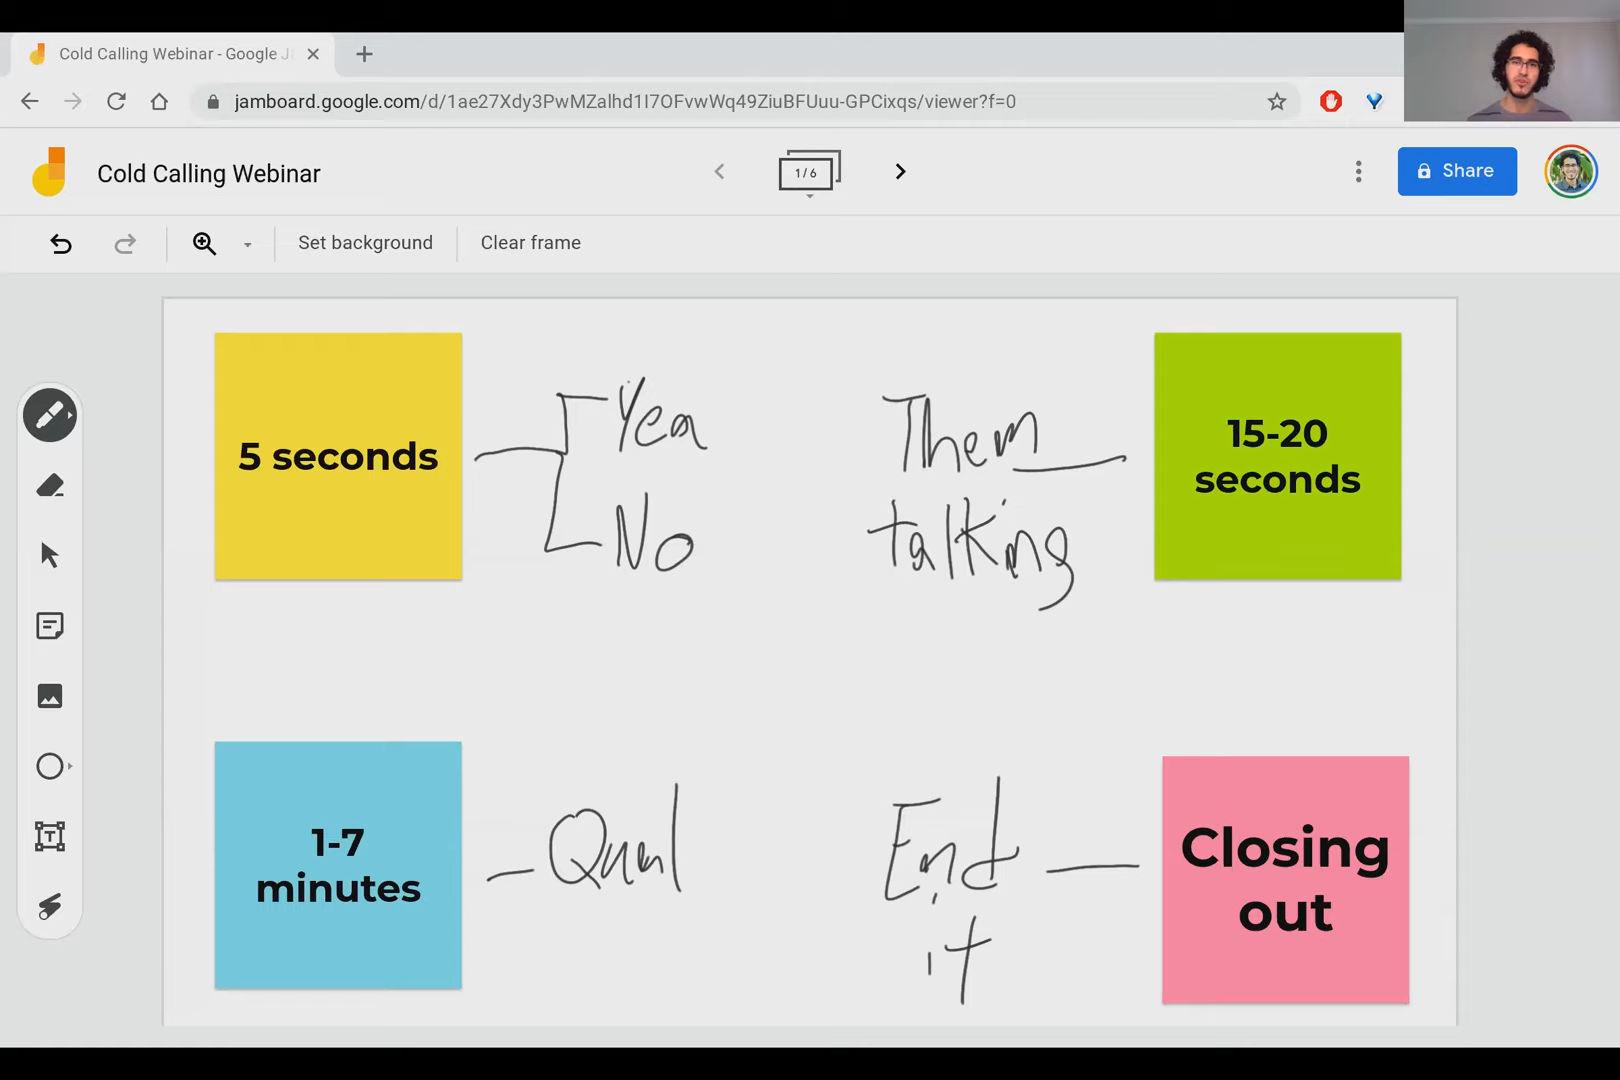 Cold Calling Webinar - Google J
jamboard.google.com/d/1ae27Xdy3PwMZalhd1I7OFvwWq49ZiuBFUuu-GPCixqs/viewer?f=0
Cold Calling Webinar
1/6
Share
Set background
Clear frame
5 seconds
Yea
No
Them
talking
15-20
seconds
1-7
minutes
Qual
End
it
Closing
out